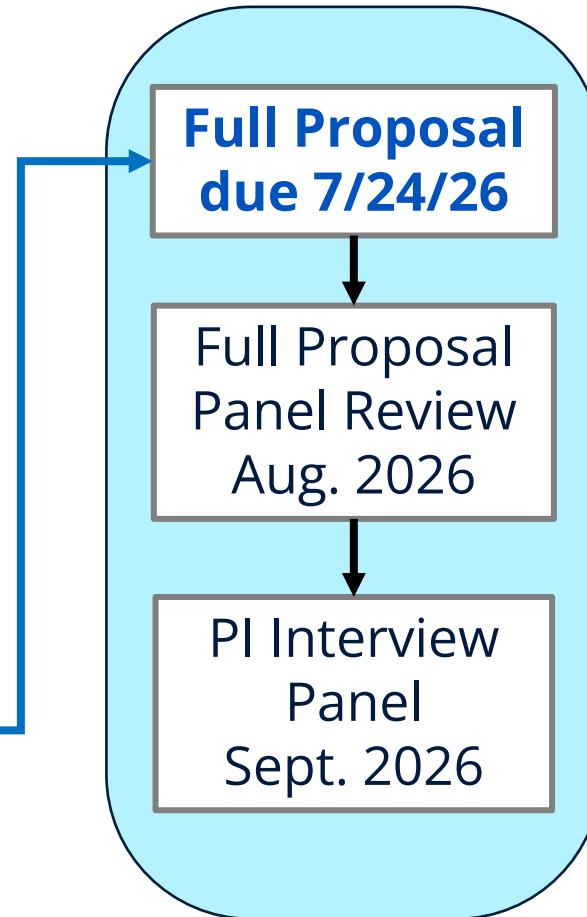 Full Proposal
due 7/24/26
Full Proposal
Panel Review
Aug. 2026
PI Interview
Panel
Sept. 2026